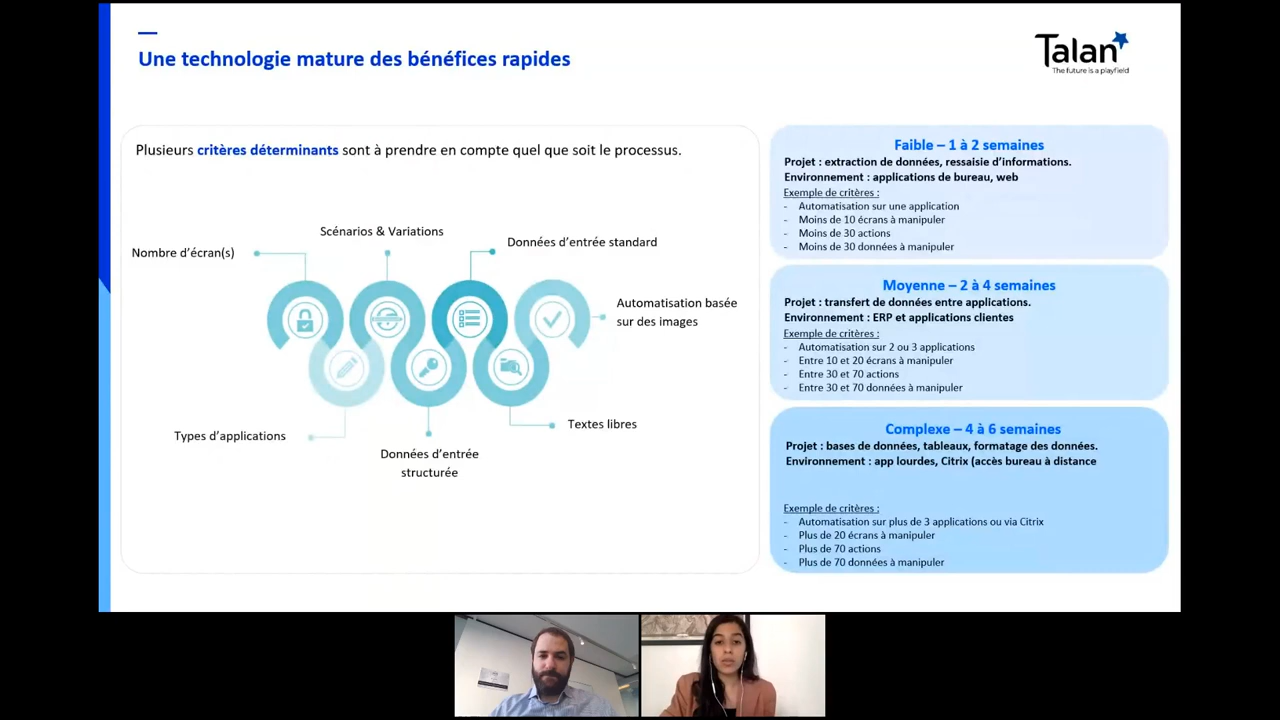 Une technologie mature des bénéfices rapides
Talan
The future is a playfield
Plusieurs critères déterminants sont à prendre en compte quel que soit le processus.
Scénarios & Variations
Données d’entrée standard
Nombre d’écran(s)
Automatisation basée
sur des images
Textes libres
Types d’applications
Données d’entrée
structurée
Faible – 1 à 2 semaines
Projet : extraction de données, ressaisie d’informations.
Environnement : applications de bureau, web
Exemple de critères :
- Automatisation sur une application
- Moins de 10 écrans à manipuler
- Moins de 30 actions
- Moins de 30 données à manipuler
Moyenne – 2 à 4 semaines
Projet : transfert de données entre applications.
Environnement : ERP et applications clientes
Exemple de critères :
- Automatisation sur 2 ou 3 applications
- Entre 10 et 20 écrans à manipuler
- Entre 30 et 70 actions
- Entre 30 et 70 données à manipuler
Complexe – 4 à 6 semaines
Projet : bases de données, tableaux, formatage des données.
Environnement : app lourdes, Citrix (accès bureau à distance
Exemple de critères :
- Automatisation sur plus de 3 applications ou via Citrix
- Plus de 20 écrans à manipuler
- Plus de 70 actions
- Plus de 70 données à manipuler